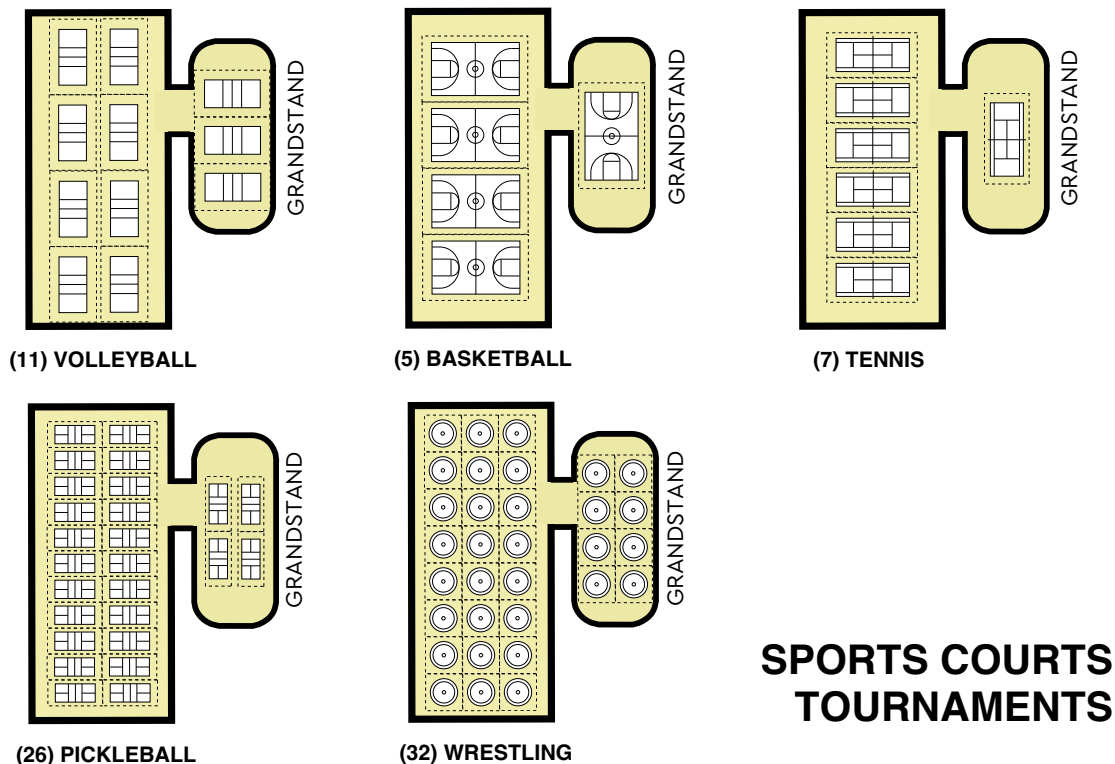 GRANDSTAND
(11) VOLLEYBALL
GRANDSTAND
(5) BASKETBALL
GRANDSTAND
(7) TENNIS
GRANDSTAND
(26) PICKLEBALL
GRANDSTAND
(32) WRESTLING
SPORTS COURTS
TOURNAMENTS